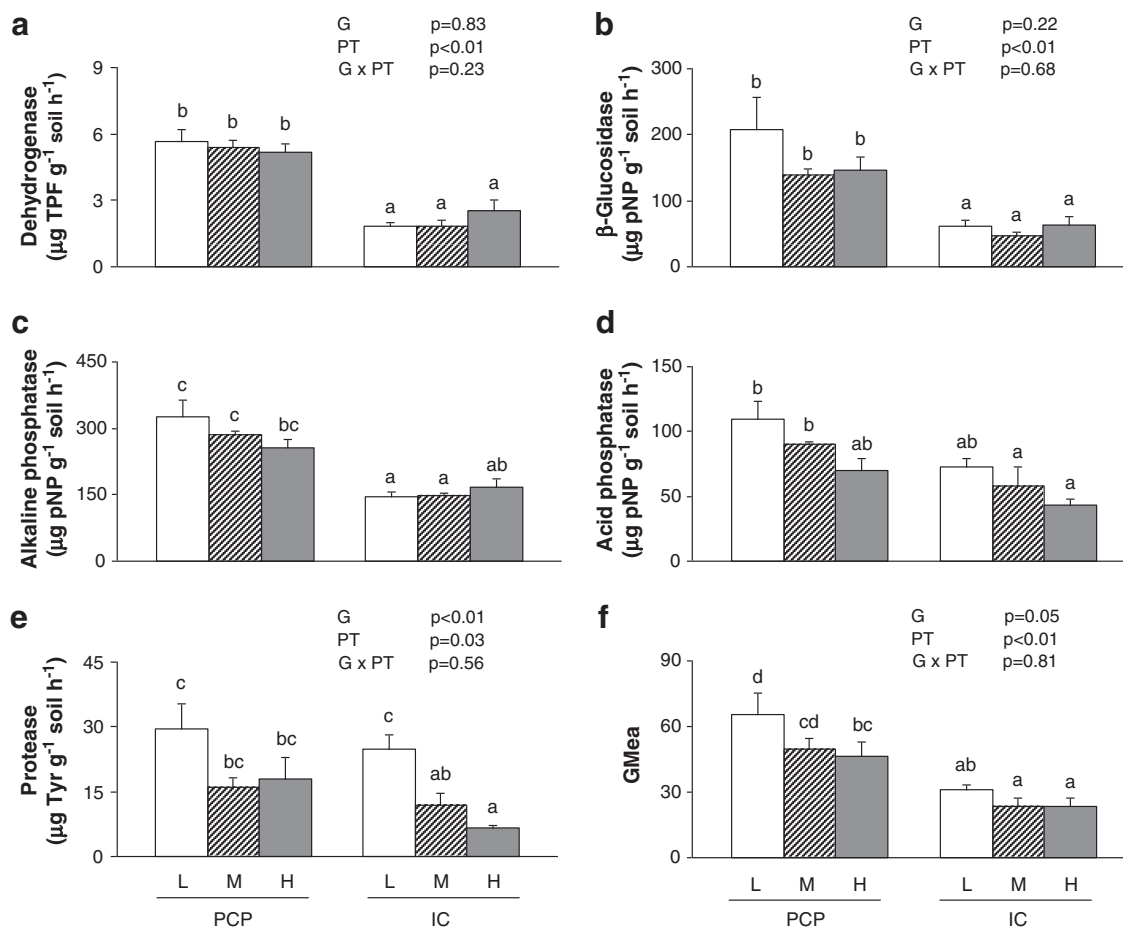 a
G p=0.83
PT p<0.01
G x PT p=0.23
Dehydrogenase
(µg TPF g⁻¹ soil h⁻¹)
9
6
3
0
b b b
a a a
b
G p=0.22
PT p<0.01
G x PT p=0.68
β-Glucosidase
(µg pNP g⁻¹ soil h⁻¹)
300
200
100
0
b b b
a a a
c
Alkaline phosphatase
(µg pNP g⁻¹ soil h⁻¹)
450
300
150
0
c c bc
a a ab
d
Acid phosphatase
(µg pNP g⁻¹ soil h⁻¹)
150
100
50
0
b b ab
ab a a
e
G p<0.01
PT p=0.03
G x PT p=0.56
Protease
(µg Tyr g⁻¹ soil h⁻¹)
45
30
15
0
c bc bc
c ab a
L M H L M H
PCP IC
f
G p=0.05
PT p<0.01
G x PT p=0.81
GMea
90
60
30
0
d cd bc
ab a a
L M H L M H
PCP IC